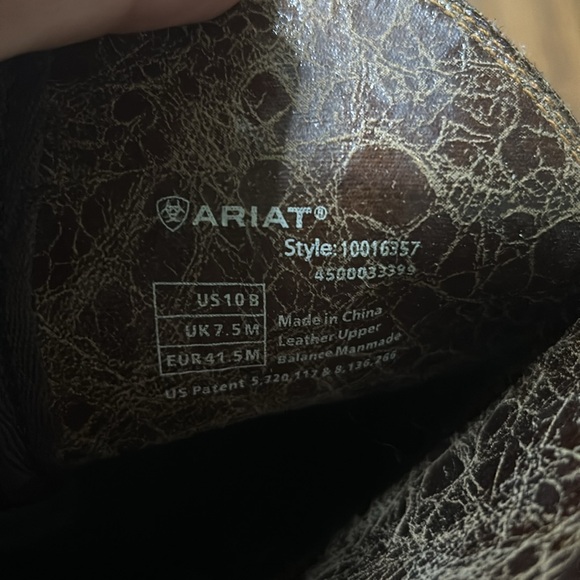 ARIAT®
Style: 10016357
4500033399
US 10 B
UK 7.5 M
EUR 41.5 M
Made in China
Leather Upper
Balance Manmade
US Patent 5,720,117 & 8,136,266